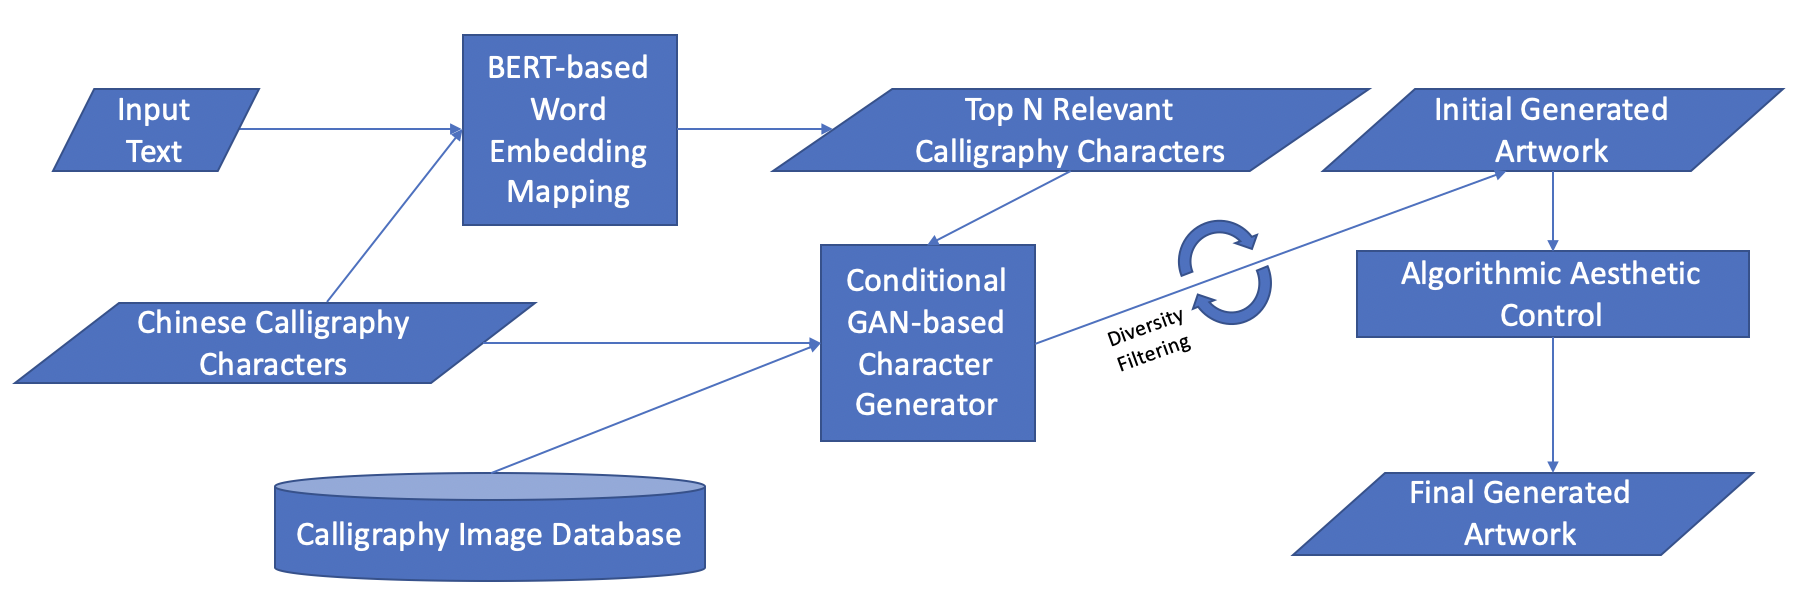 Input
Text
BERT-based
Word
Embedding
Mapping
Top N Relevant
Calligraphy Characters
Initial Generated
Artwork
Chinese Calligraphy
Characters
Conditional
GAN-based
Character
Generator
Diversity
Filtering
Algorithmic Aesthetic
Control
Calligraphy Image Database
Final Generated
Artwork